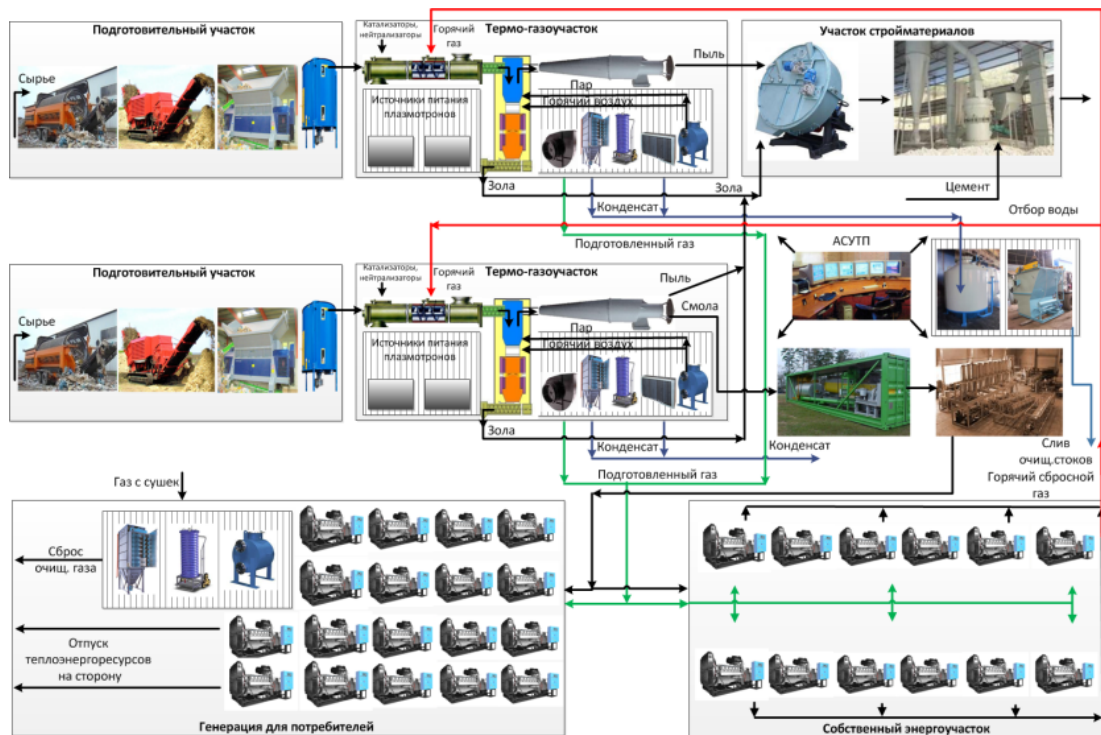 Подготовительный участок
Сырье
Катализаторы,
нейтрализаторы
Горячий
газ
Термо-газоучасток
Источники питания
плазмотронов
Пар
Горячий воздух
Пыль
Участок стройматериалов
Зола
Зола
Цемент
Конденсат
Отбор воды
Подготовленный газ
АСУТП
Подготовительный участок
Сырье
Катализаторы,
нейтрализаторы
Горячий
газ
Термо-газоучасток
Источники питания
плазмотронов
Пар
Горячий воздух
Пыль
Смола
Зола
Конденсат
Конденсат
Подготовленный газ
Слив
очищ.стоков
Горячий сбросной
газ
Газ с сушек
Сброс
очищ. газа
Отпуск
теплоэнергоресурсов
на сторону
Генерация для потребителей
Собственный энергоучасток